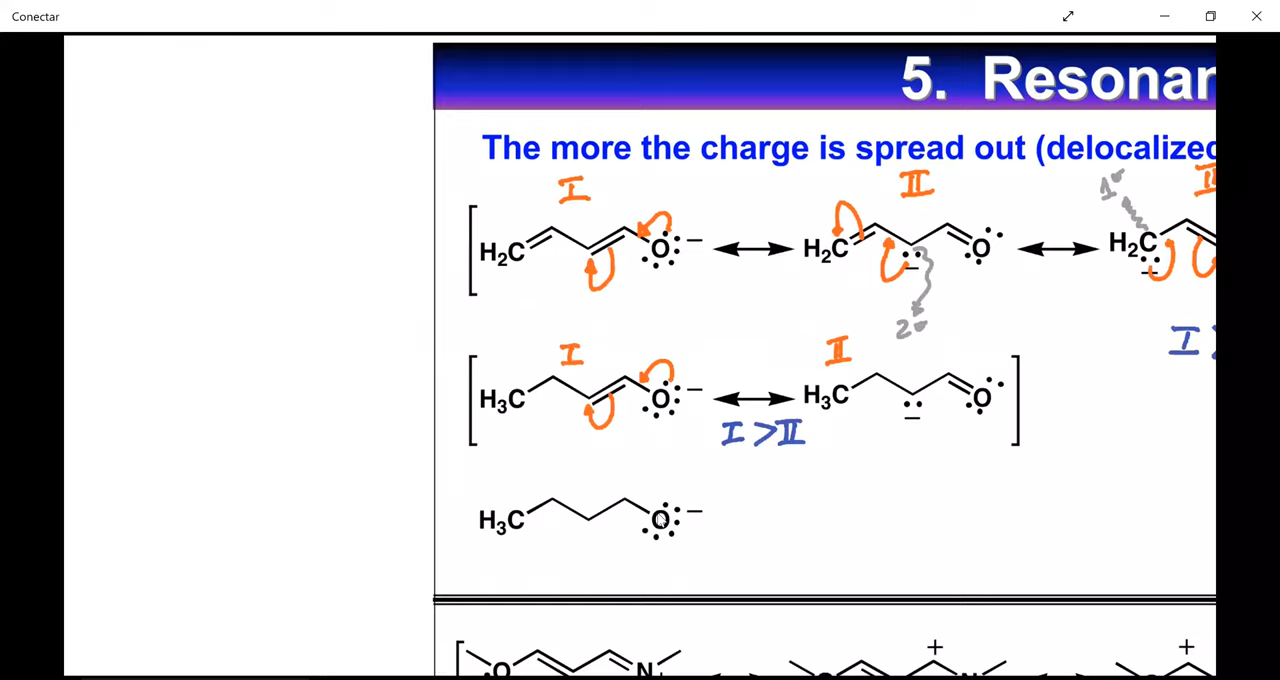 Conectar
5. Resonan
The more the charge is spread out (delocalized
I II
1°
H₂C O: – H₂C O H₂C
–
2°
I II I >
H₃C O: – H₃C O
–
I > II
H₃C O: –
+ +
O N